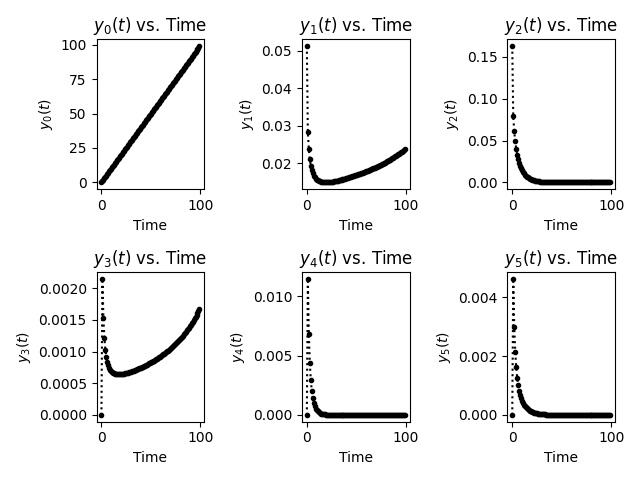 y₀(t) vs. Time
100
75
50
25
0
y₀(t)
0
100
Time
y₁(t) vs. Time
0.05
0.04
0.03
0.02
y₁(t)
0
100
Time
y₂(t) vs. Time
0.15
0.10
0.05
0.00
y₂(t)
0
100
Time
y₃(t) vs. Time
0.0020
0.0015
0.0010
0.0005
0.0000
y₃(t)
0
100
Time
y₄(t) vs. Time
0.010
0.005
0.000
y₄(t)
0
100
Time
y₅(t) vs. Time
0.004
0.002
0.000
y₅(t)
0
100
Time